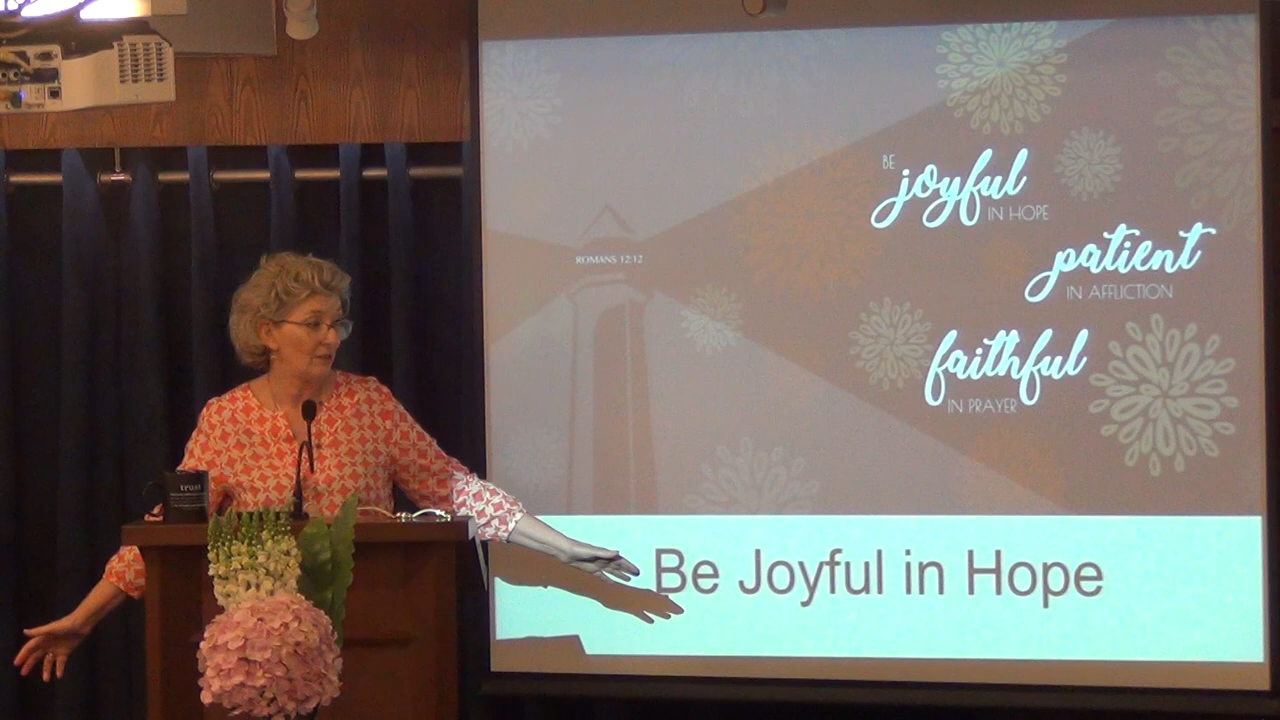 BE
joyful
IN HOPE
ROMANS 12:12
patient
IN AFFLICTION
faithful
IN PRAYER
trust
Be Joyful in Hope